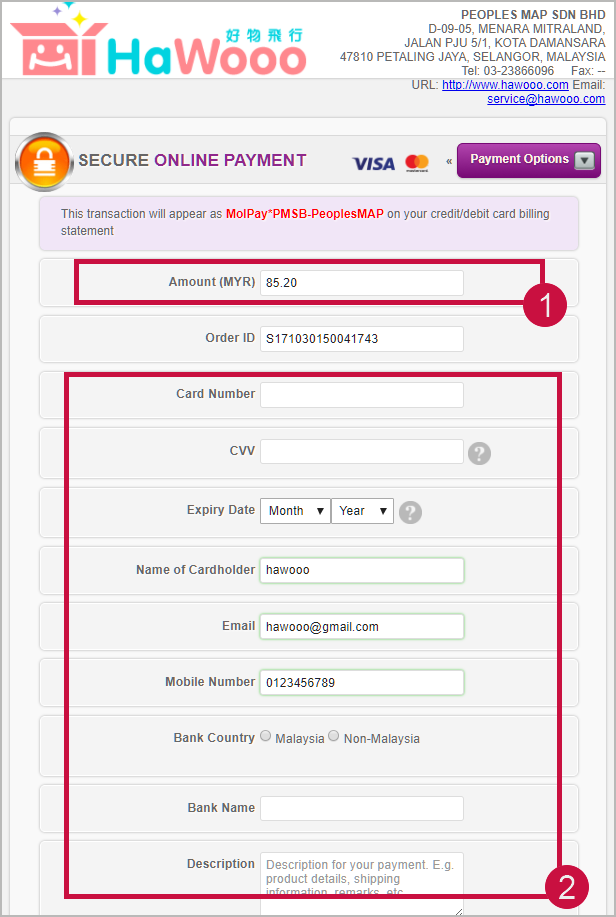 好物飛行
HaWooo
PEOPLES MAP SDN BHD
D-09-05, MENARA MITRALAND,
JALAN PJU 5/1, KOTA DAMANSARA
47810 PETALING JAYA, SELANGOR, MALAYSIA
Tel: 03-23866096 Fax: --
URL: http://www.hawooo.com Email:
service@hawooo.com
SECURE ONLINE PAYMENT
VISA
mastercard
« Payment Options
This transaction will appear as MolPay*PMSB-PeoplesMAP on your credit/debit card billing
statement
Amount (MYR) 85.20
1
Order ID S171030150041743
Card Number
CVV ?
Expiry Date Month Year ?
Name of Cardholder hawooo
Email hawooo@gmail.com
Mobile Number 0123456789
Bank Country Malaysia Non-Malaysia
Bank Name
Description Description for your payment. E.g.
product details, shipping
information, remarks, etc
2